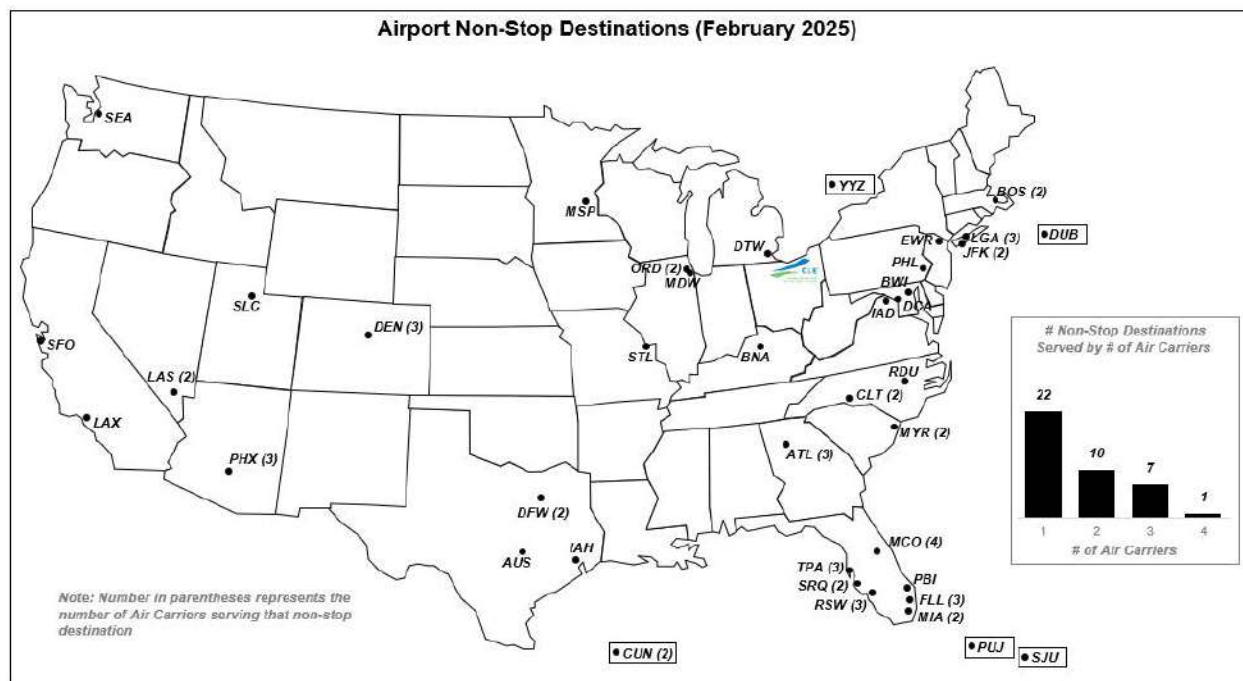 Airport Non-Stop Destinations (February 2025)
SEA
YYZ
BOS (2)
MSP
DTW
EWR
LGA (3)
DUB
JFK (2)
PHL
ORD (2)
MDW
CLE
BWI
DCA
IAD
SLC
DEN (3)
SFO
STL
BNA
RDU
LAS (2)
CLT (2)
LAX
MYR (2)
PHX (3)
ATL (3)
DFW (2)
AUS
IAH
MCO (4)
TPA (3)
SRQ (2)
RSW (3)
PBI
FLL (3)
MIA (2)
CUN (2)
PUJ
SJU
# Non-Stop Destinations
Served by # of Air Carriers
22
10
7
1
1
2
3
4
# of Air Carriers
Note: Number in parentheses represents the
number of Air Carriers serving that non-stop
destination